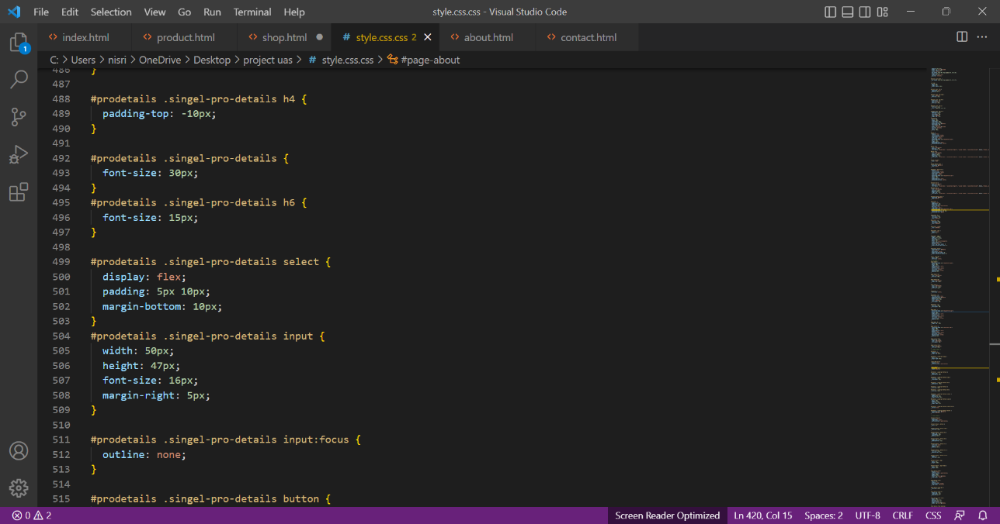 File Edit Selection View Go Run Terminal Help style.css.css - Visual Studio Code
index.html product.html shop.html # style.css.css 2 about.html contact.html
C: > Users > nisri > OneDrive > Desktop > project uas > # style.css.css > #page-about
1
486 }
487
488 #prodetails .singel-pro-details h4 {
489 padding-top: -10px;
490 }
491
492 #prodetails .singel-pro-details {
493 font-size: 30px;
494 }
495 #prodetails .singel-pro-details h6 {
496 font-size: 15px;
497 }
498
499 #prodetails .singel-pro-details select {
500 display: flex;
501 padding: 5px 10px;
502 margin-bottom: 10px;
503 }
504 #prodetails .singel-pro-details input {
505 width: 50px;
506 height: 47px;
507 font-size: 16px;
508 margin-right: 5px;
509 }
510
511 #prodetails .singel-pro-details input:focus {
512 outline: none;
513 }
514
515 #prodetails .singel-pro-details button {
0 2 Screen Reader Optimized Ln 420, Col 15 Spaces: 2 UTF-8 CRLF CSS